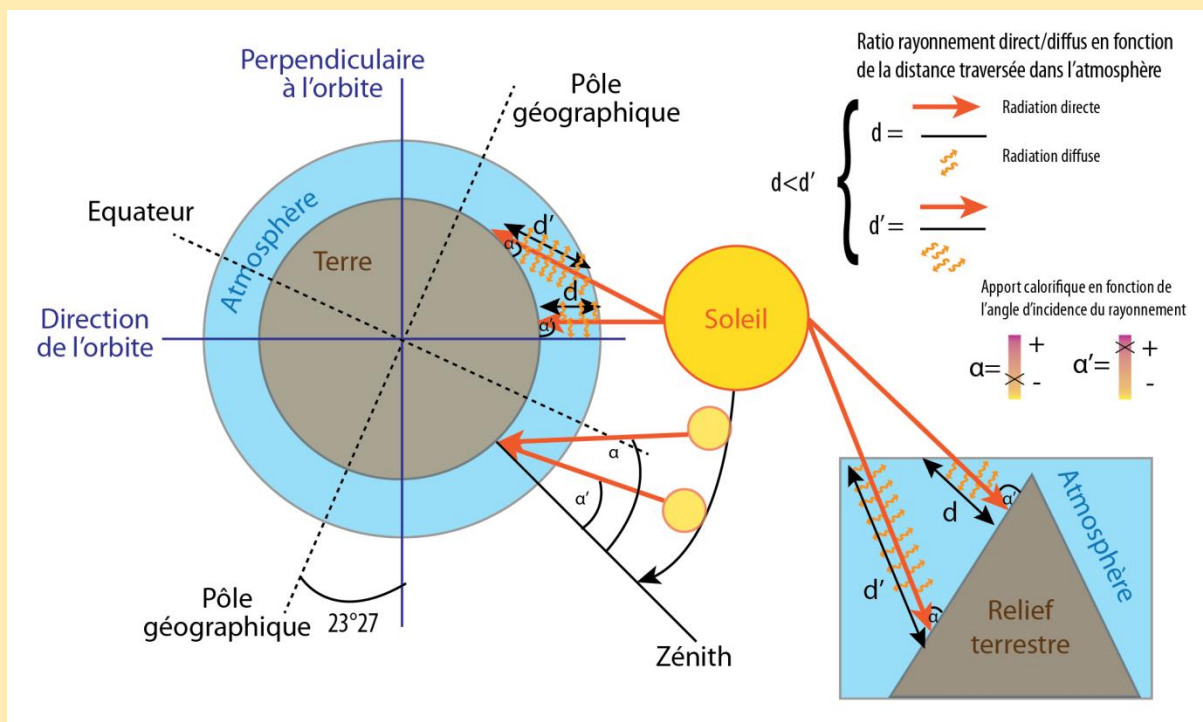 Perpendiculaire
à l'orbite
Pôle
géographique
Equateur
Atmosphère
Terre
Direction
de l'orbite
d'
α
d
α'
Soleil
α
α'
Pôle
géographique
23°27
Zénith
Ratio rayonnement direct/diffus en fonction
de la distance traversée dans l'atmosphère
d<d'
{
d =
Radiation directe
Radiation diffuse
d'=
Apport calorifique en fonction de
l'angle d'incidence du rayonnement
α=
+
-
α'=
+
-
d
α'
Atmosphère
d'
α
Relief
terrestre